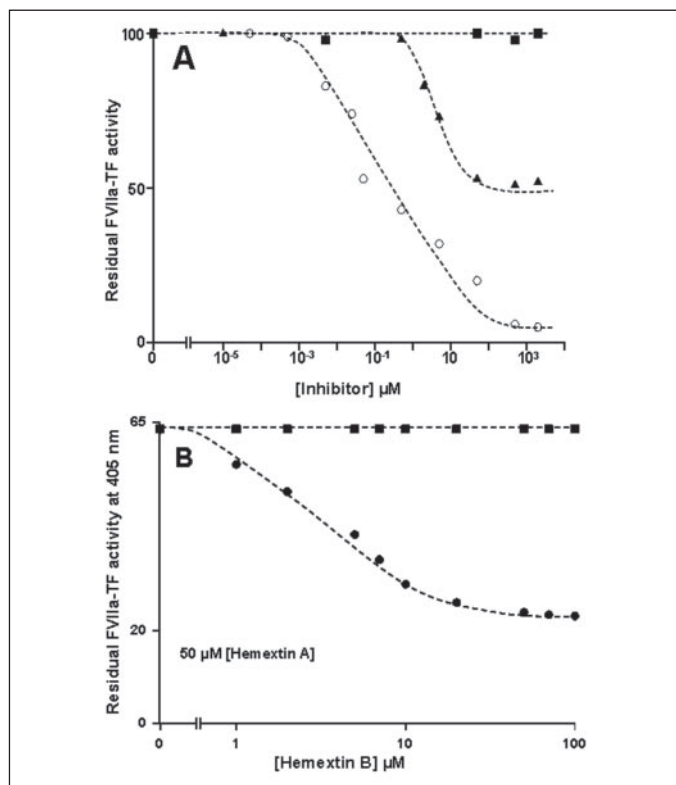 A
100
50
0
Residual FVIIa-TF activity
0 10-5 10-3 10-1 10 103
[Inhibitor] µM
B
65
20
0
Residual FVIIa-TF activity at 405 nm
50 µM [Hemextin A]
0 1 10 100
[Hemextin B] µM